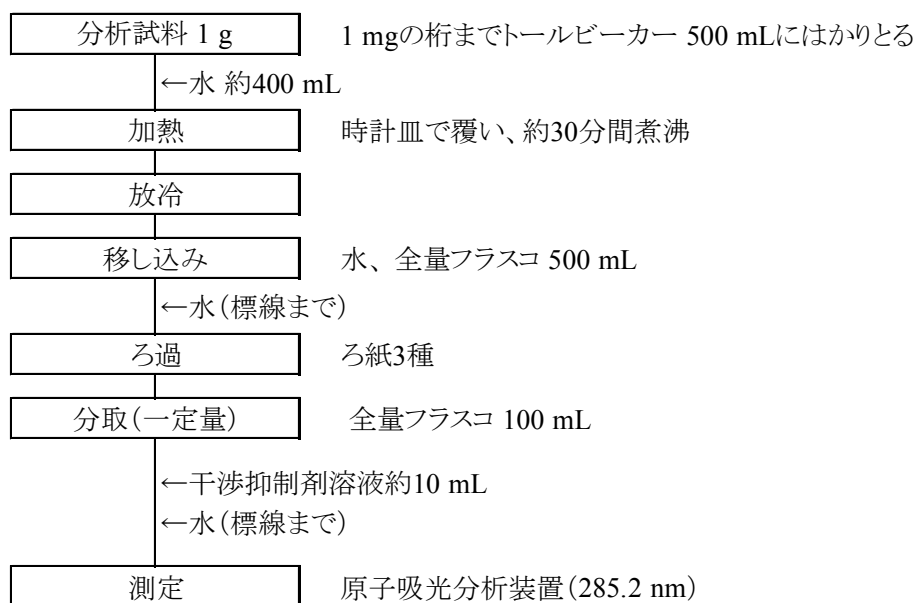 分析試料 1 g 1 mgの桁までトールビーカー 500 mLにはかりとる
←水 約400 mL
加熱 時計皿で覆い、約30分間煮沸
放冷
移し込み 水、全量フラスコ 500 mL
←水(標線まで)
ろ過 ろ紙3種
分取(一定量) 全量フラスコ 100 mL
←干渉抑制剤溶液約10 mL
←水(標線まで)
測定 原子吸光分析装置(285.2 nm)